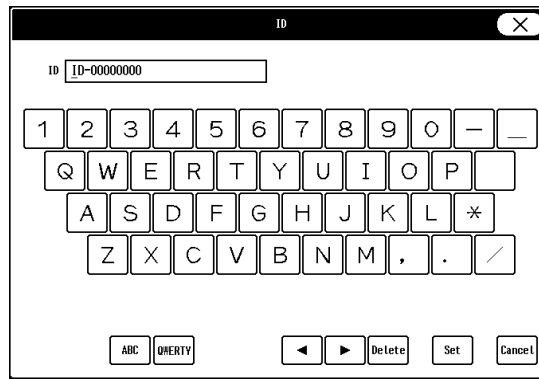 ID
ID ID-00000000
1 2 3 4 5 6 7 8 9 0 - _
Q W E R T Y U I O P
A S D F G H J K L *
Z X C V B N M , . /
ABC QWERTY ◄ ► Delete Set Cancel